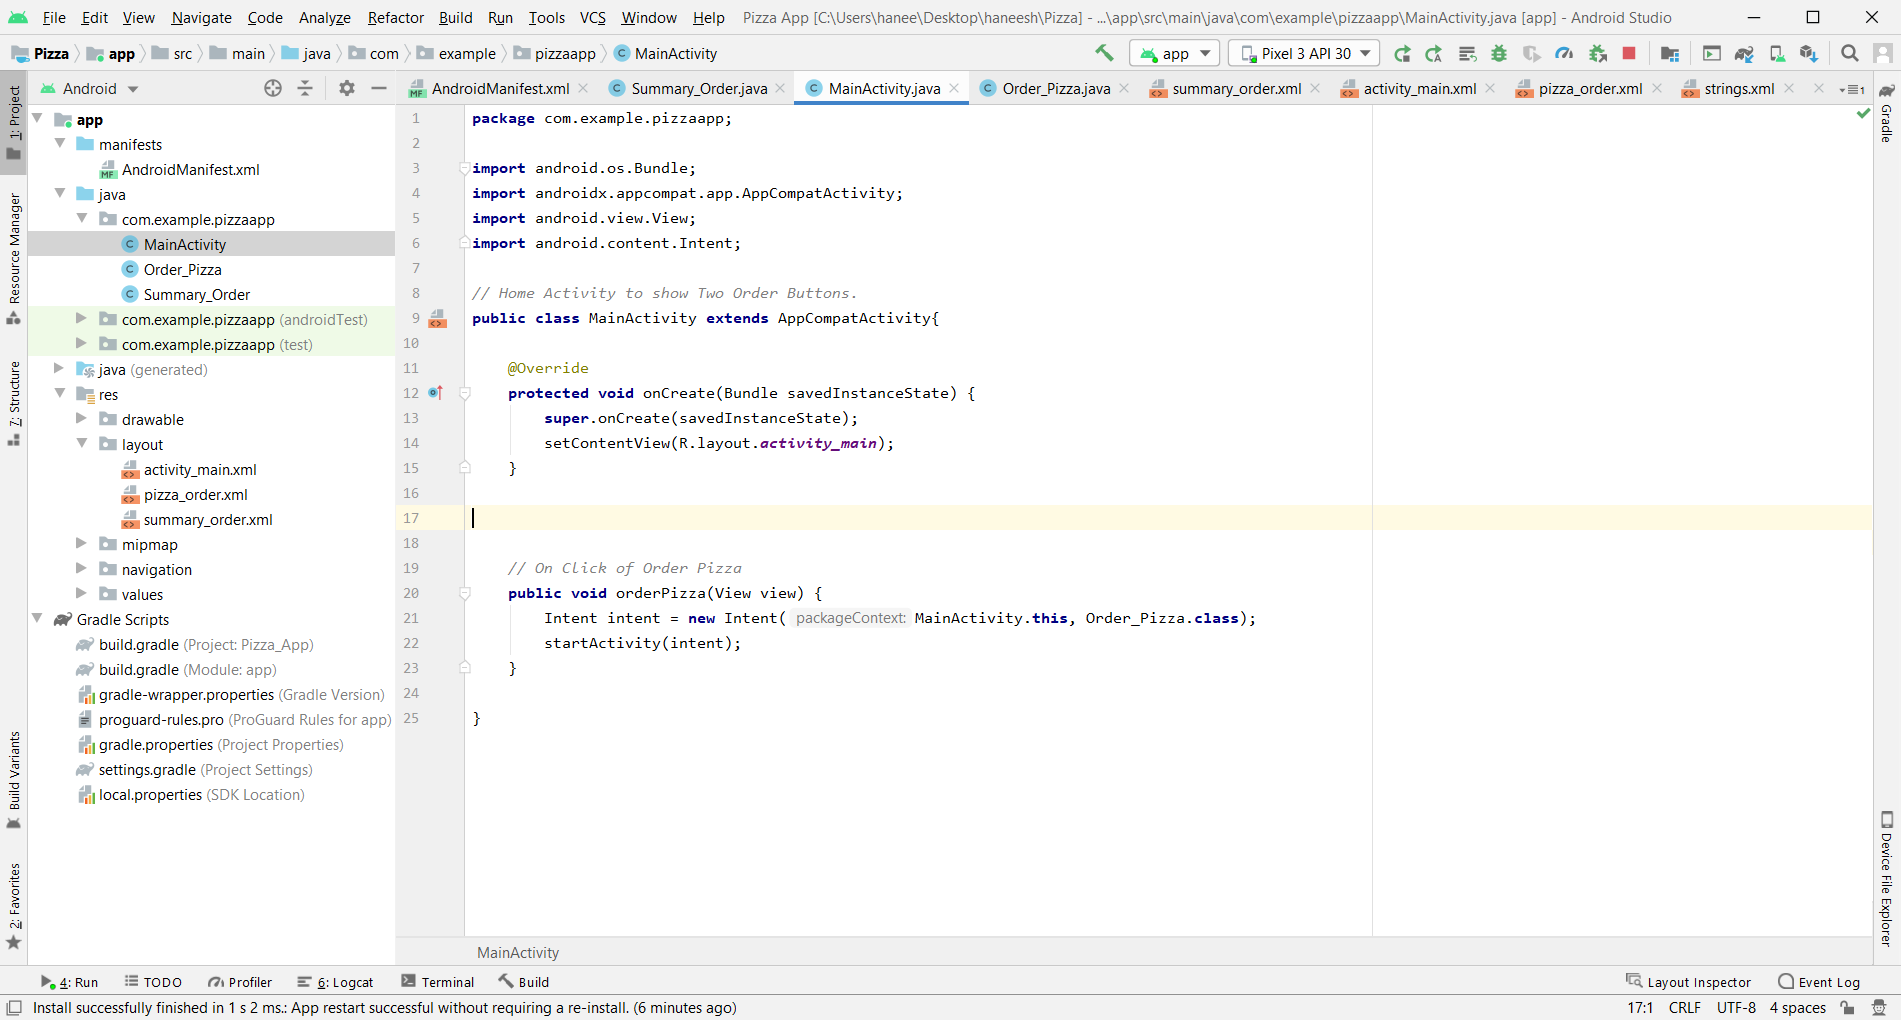 File Edit View Navigate Code Analyze Refactor Build Run Tools VCS Window Help Pizza App [C:\Users\hanee\Desktop\haneesh\Pizza] - ...\app\src\main\java\com\example\pizzaapp\MainActivity.java [app] - Android Studio
Pizza app src main java com example pizzaapp MainActivity app Pixel 3 API 30
Android AndroidManifest.xml Summary_Order.java MainActivity.java Order_Pizza.java summary_order.xml activity_main.xml pizza_order.xml strings.xml
1: Project
Resource Manager
7: Structure
Build Variants
2: Favorites
app
manifests
AndroidManifest.xml
java
com.example.pizzaapp
MainActivity
Order_Pizza
Summary_Order
com.example.pizzaapp (androidTest)
com.example.pizzaapp (test)
java (generated)
res
drawable
layout
activity_main.xml
pizza_order.xml
summary_order.xml
mipmap
navigation
values
Gradle Scripts
build.gradle (Project: Pizza_App)
build.gradle (Module: app)
gradle-wrapper.properties (Gradle Version)
proguard-rules.pro (ProGuard Rules for app)
gradle.properties (Project Properties)
settings.gradle (Project Settings)
local.properties (SDK Location)
1 package com.example.pizzaapp;
2
3 import android.os.Bundle;
4 import androidx.appcompat.app.AppCompatActivity;
5 import android.view.View;
6 import android.content.Intent;
7
8 // Home Activity to show Two Order Buttons.
9 public class MainActivity extends AppCompatActivity{
10
11 @Override
12 protected void onCreate(Bundle savedInstanceState) {
13 super.onCreate(savedInstanceState);
14 setContentView(R.layout.activity_main);
15 }
16
17
18
19 // On Click of Order Pizza
20 public void orderPizza(View view) {
21 Intent intent = new Intent( packageContext: MainActivity.this, Order_Pizza.class);
22 startActivity(intent);
23 }
24
25 }
MainActivity
Gradle
Device File Explorer
4: Run TODO Profiler 6: Logcat Terminal Build Layout Inspector Event Log
Install successfully finished in 1 s 2 ms.: App restart successful without requiring a re-install. (6 minutes ago) 17:1 CRLF UTF-8 4 spaces